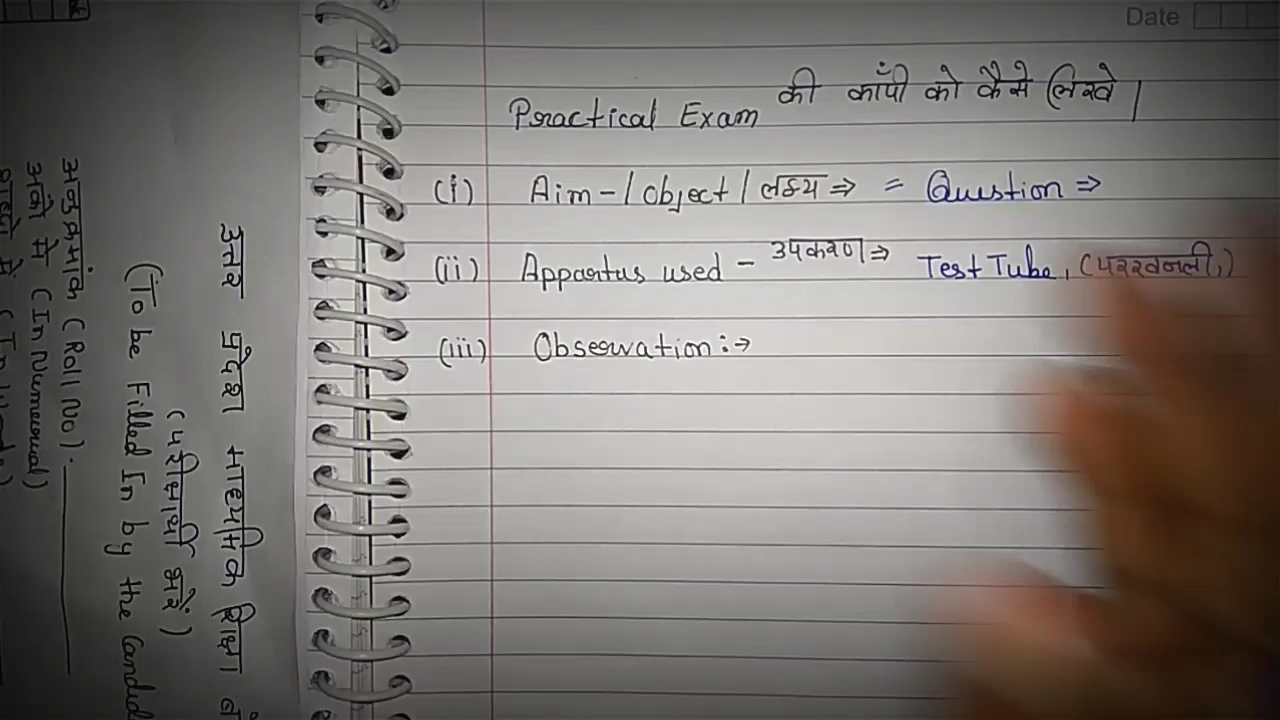 Date
Practical Exam की कॉपी को कैसे लिखे।
(i) Aim-/object/लक्ष्य⇒ = Question⇒
(ii) Apparatus used - उपकरण⇒ Test Tube, (परखनली,)
(iii) Observation:→
उत्तर प्रदेश माध्यमिक शिक्षा
(परीक्षार्थी भरें)
(To be Filled In by the Candid
अनुक्रमांक (Roll No).
अंको मे (In Numeral)